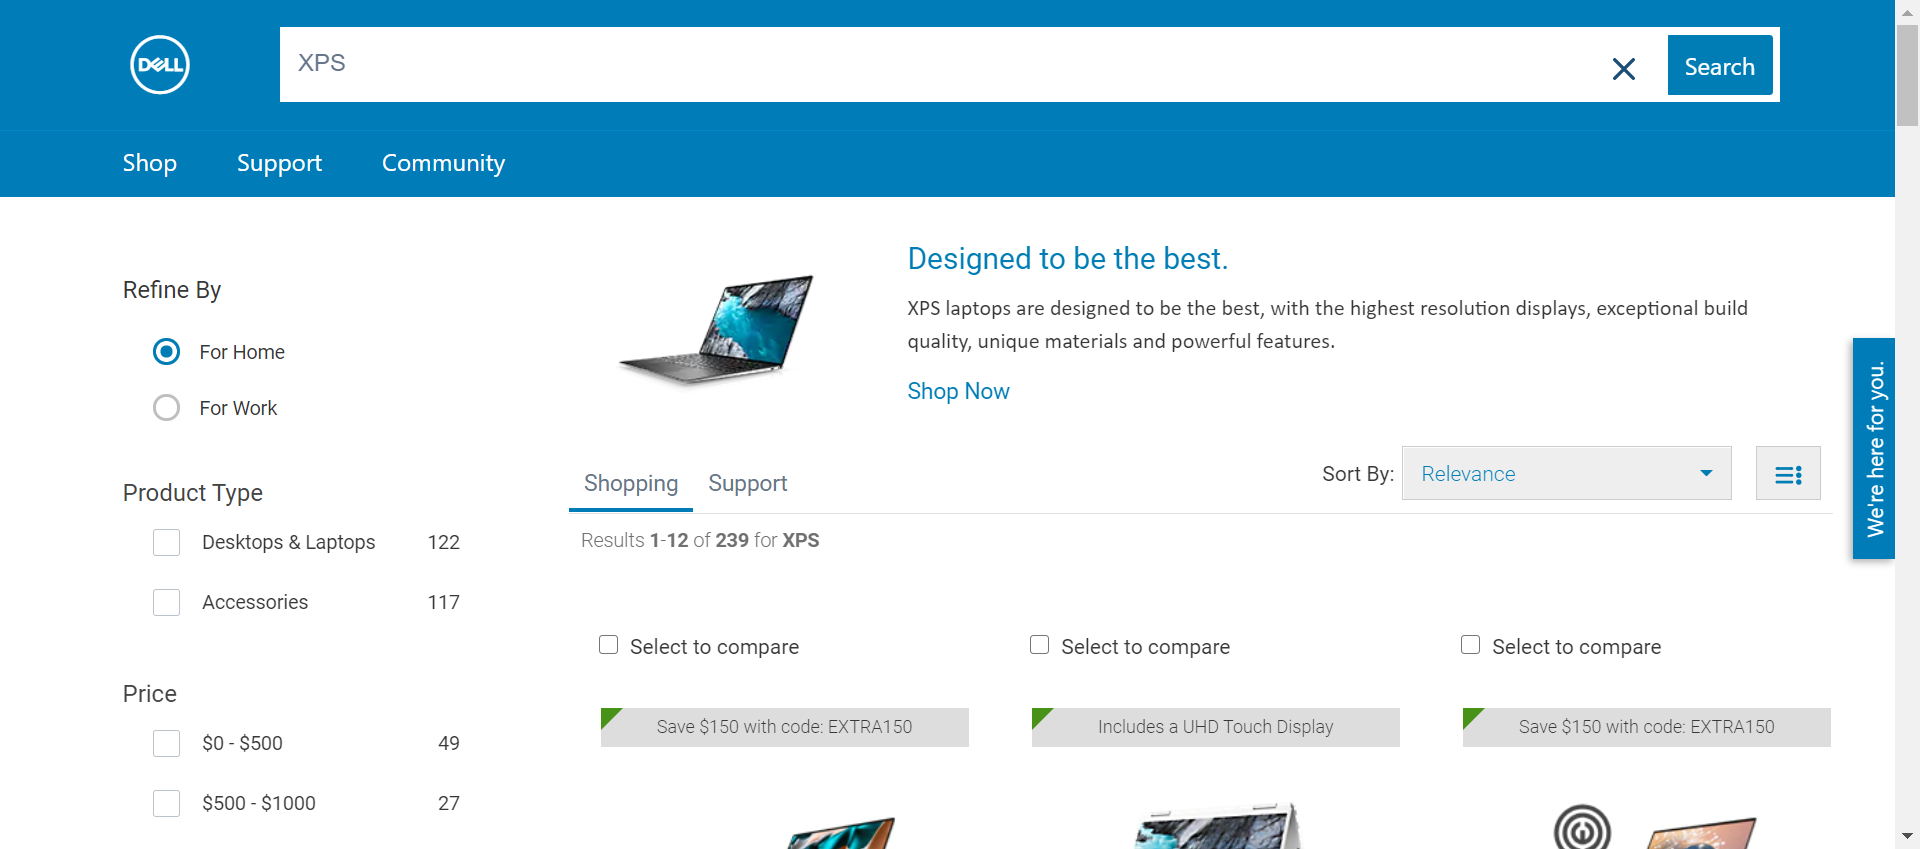 DELL
XPS
Search
Shop
Support
Community
Refine By
For Home
For Work
Product Type
Desktops & Laptops 122
Accessories 117
Price
$0 - $500 49
$500 - $1000 27
Designed to be the best.
XPS laptops are designed to be the best, with the highest resolution displays, exceptional build
quality, unique materials and powerful features.
Shop Now
Shopping
Support
Sort By: Relevance
Results 1-12 of 239 for XPS
Select to compare
Select to compare
Select to compare
Save $150 with code: EXTRA150
Includes a UHD Touch Display
Save $150 with code: EXTRA150
We're here for you.